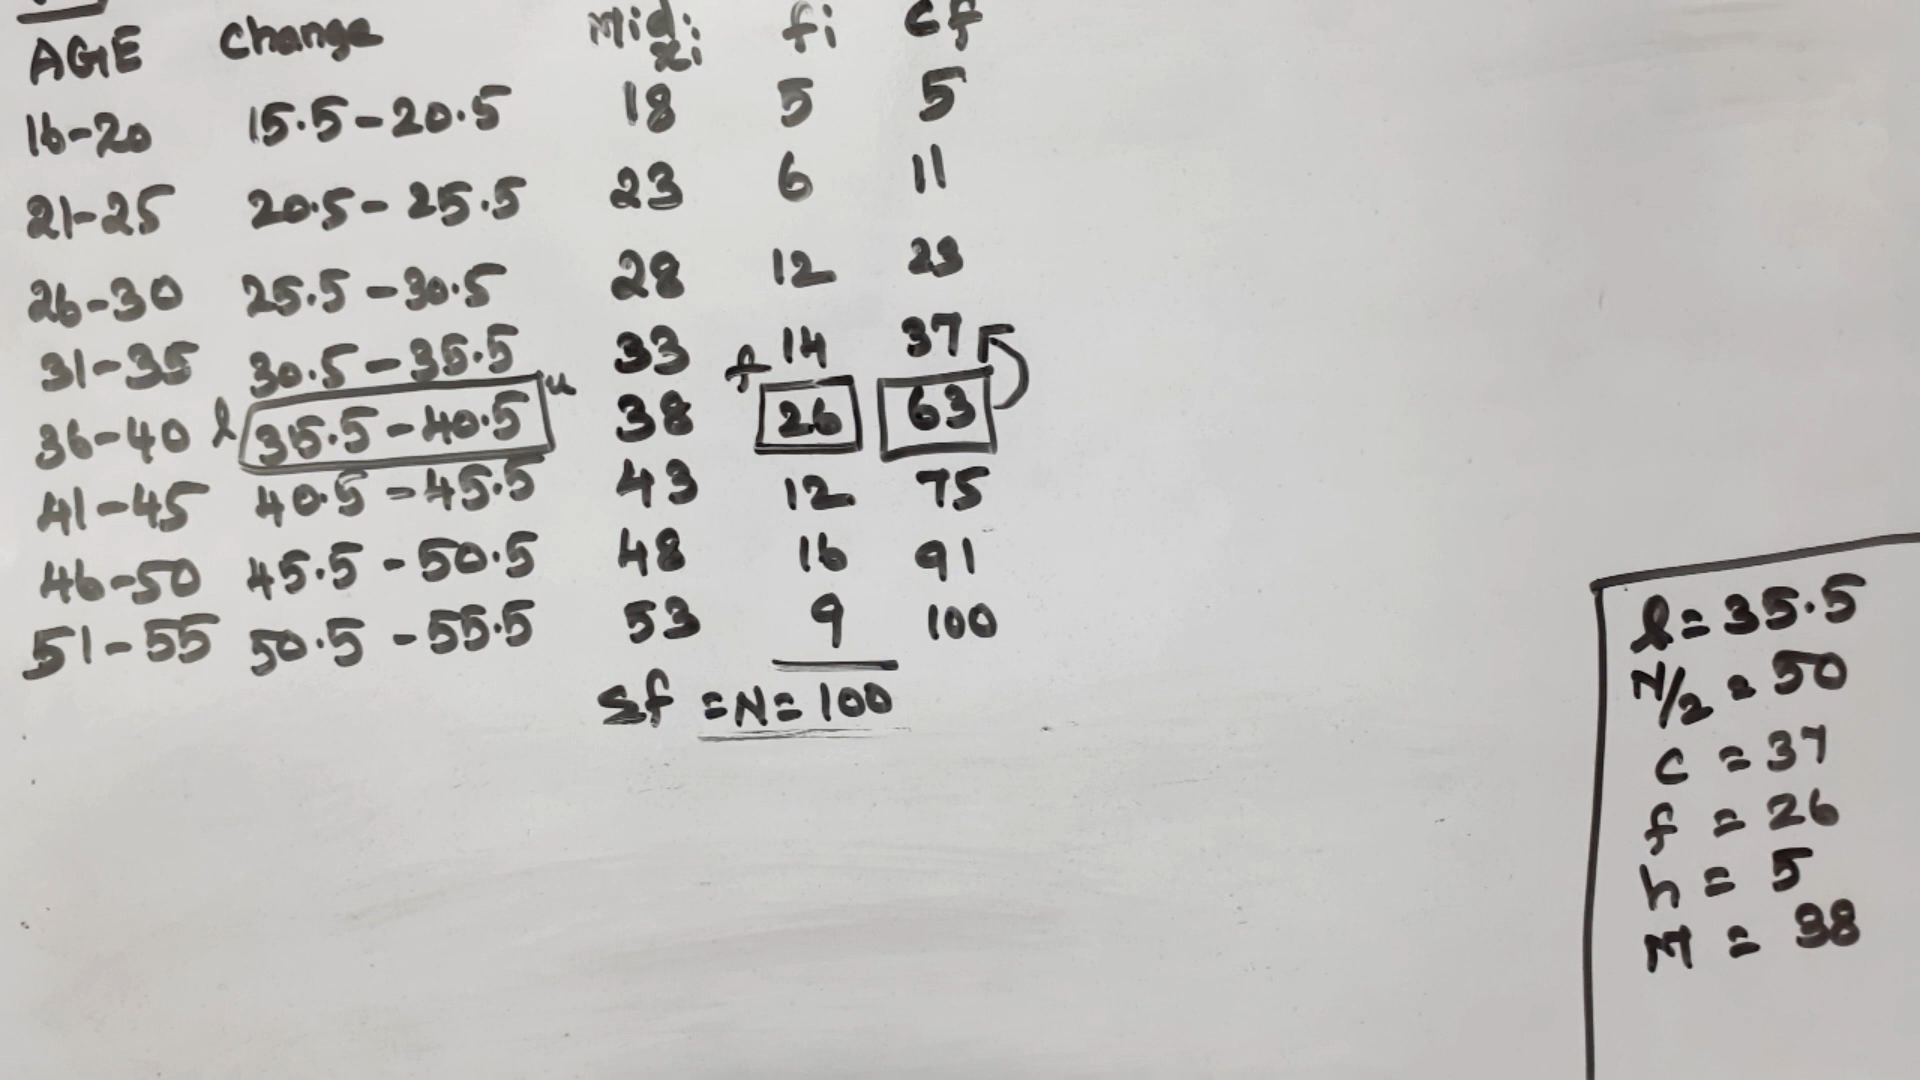 AGE Change Mid: xi fi cf
16-20 15.5-20.5 18 5 5
21-25 20.5-25.5 23 6 11
26-30 25.5-30.5 28 12 23
31-35 30.5-35.5 33 14 37
36-40 l 35.5-40.5 u 38 f 26 63
41-45 40.5-45.5 43 12 75
46-50 45.5-50.5 48 16 91
51-55 50.5-55.5 53 9 100
Σf = N = 100
l = 35.5
N/2 = 50
c = 37
f = 26
h = 5
M = 38